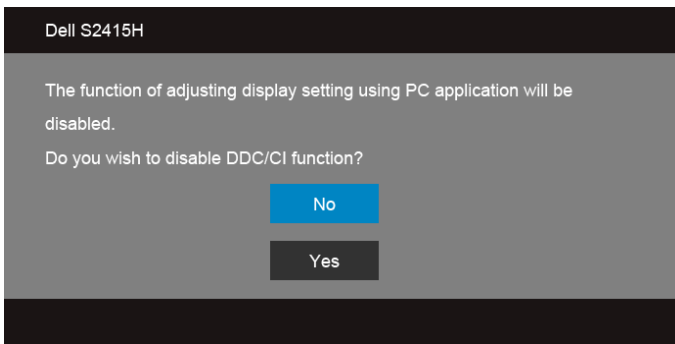 Dell S2415H
The function of adjusting display setting using PC application will be
disabled.
Do you wish to disable DDC/CI function?
No
Yes